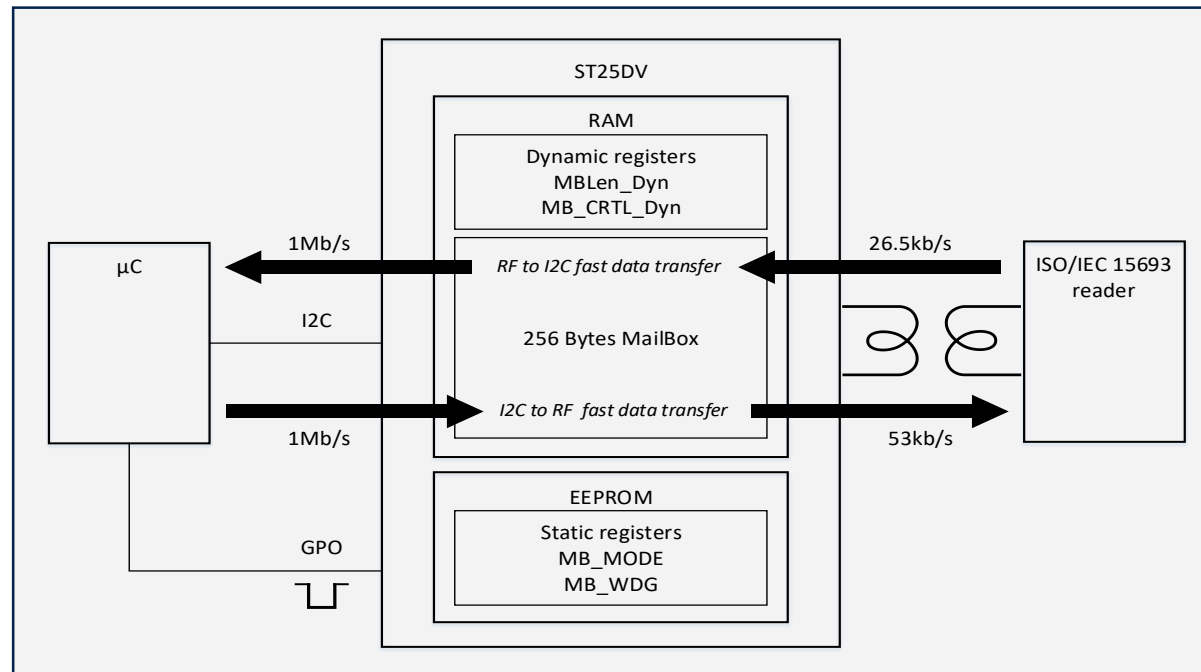 ST25DV
RAM
Dynamic registers
MBLen_Dyn
MB_CRTL_Dyn
1Mb/s
26.5kb/s
µC
RF to I2C fast data transfer
ISO/IEC 15693
reader
I2C
256 Bytes MailBox
I2C to RF fast data transfer
1Mb/s
53kb/s
EEPROM
Static registers
MB_MODE
MB_WDG
GPO